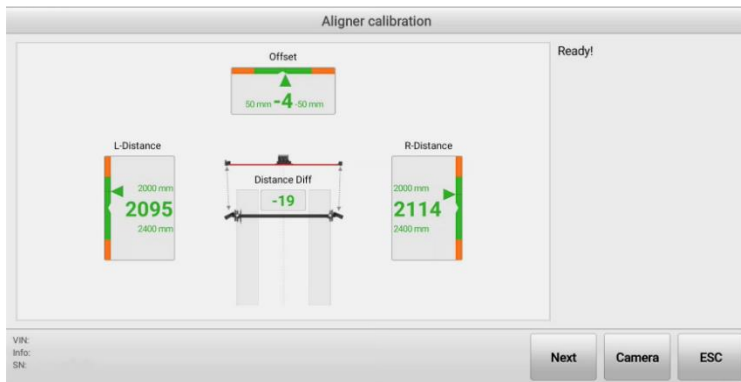 Aligner calibration
Ready!
Offset
50 mm -4 -50 mm
L-Distance
2000 mm
2095
2400 mm
Distance Diff
-19
R-Distance
2000 mm
2114
2400 mm
VIN:
Info:
SN:
Next
Camera
ESC